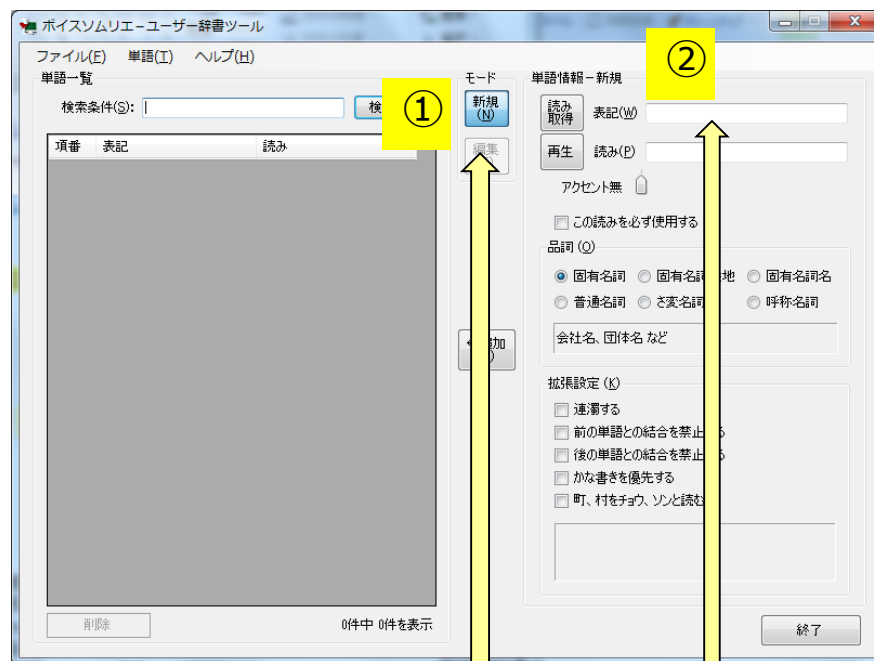 ボイスソムリエ－ユーザー辞書ツール
ファイル(F) 単語(T) ヘルプ(H)
単語一覧
検索条件(S):
検
①
項番 表記 読み
削除
0件中 0件を表示
モード
新規
(N)
編集
追加
単語情報－新規
②
読み
取得
表記(W)
再生
読み(P)
アクセント無
この読みを必ず使用する
品詞(O)
固有名詞 固有名詞 地 固有名詞名
普通名詞 さ変名詞 呼称名詞
会社名、団体名 など
拡張設定(K)
連濁する
前の単語との結合を禁止する
後の単語との結合を禁止する
かな書きを優先する
町、村をチョウ、ソンと読む
終了